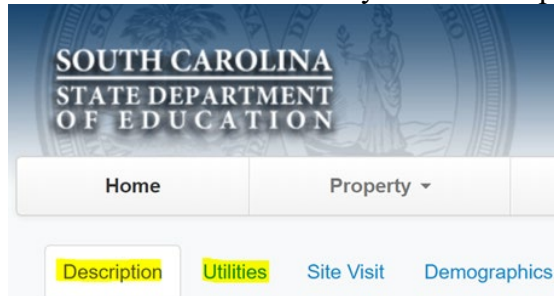 SOUTH CAROLINA
STATE DEPARTMENT
OF EDUCATION
Home Property
Description Utilities Site Visit Demographics